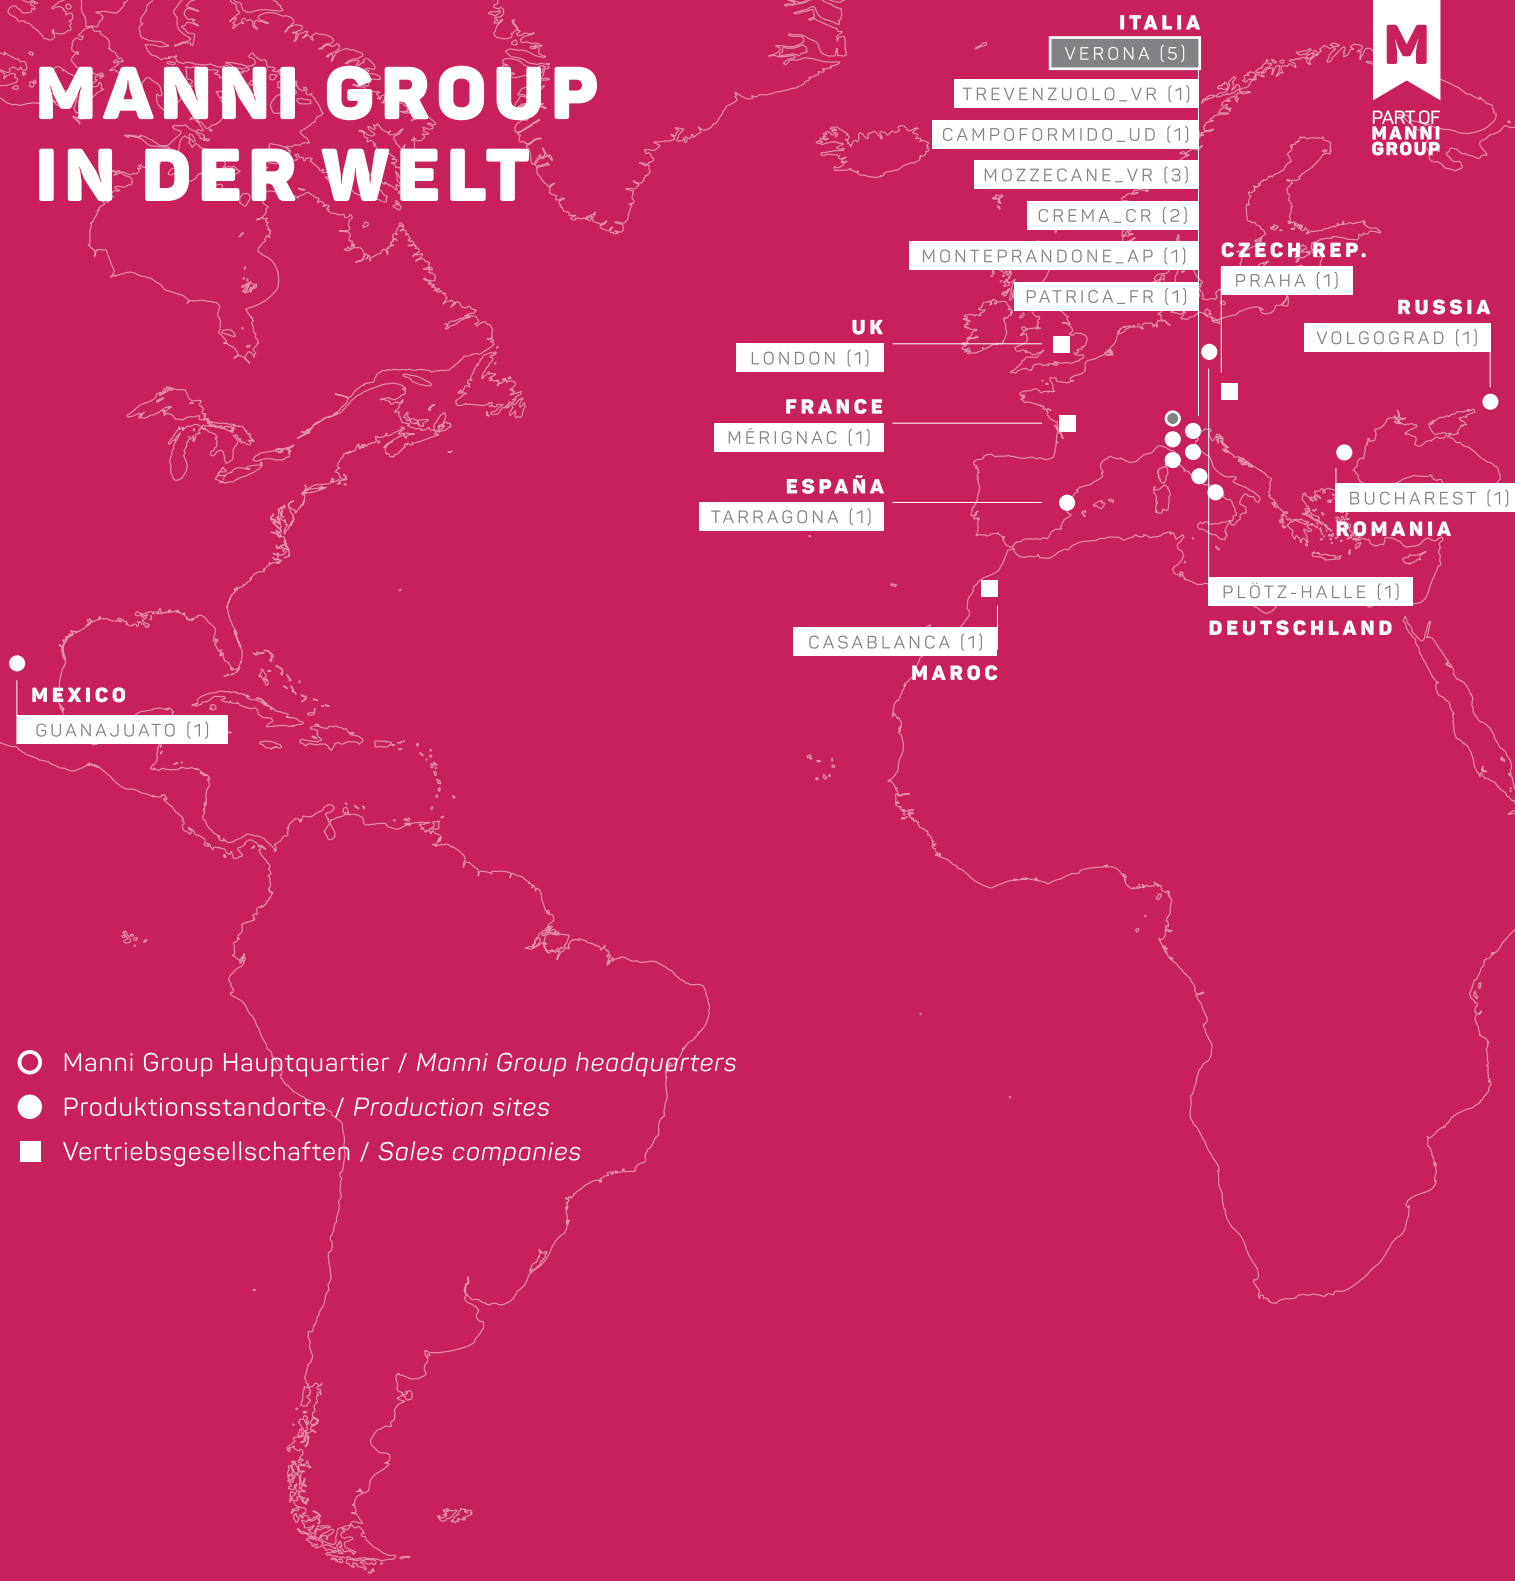 MANNI GROUP
IN DER WELT
ITALIA
VERONA (5)
TREVENZUOLO_VR (1)
CAMPOFORMIDO_UD (1)
MOZZECANE_VR (3)
CREMA_CR (2)
MONTEPRANDONE_AP (1)
PATRICA_FR (1)
M
PART OF
MANNI
GROUP
CZECH REP.
PRAHA (1)
RUSSIA
VOLGOGRAD (1)
UK
LONDON (1)
FRANCE
MÉRIGNAC (1)
ESPAÑA
TARRAGONA (1)
BUCHAREST (1)
ROMANIA
PLÖTZ-HALLE (1)
DEUTSCHLAND
CASABLANCA (1)
MAROC
MEXICO
GUANAJUATO (1)
Manni Group Hauptquartier / Manni Group headquarters
Produktionsstandorte / Production sites
Vertriebsgesellschaften / Sales companies